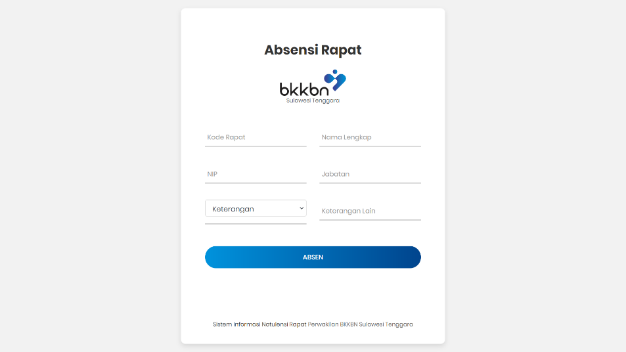 Absensi Rapat
bkkbn
Sulawesi Tenggara
Kode Rapat
Nama Lengkap
NIP
Jabatan
Keterangan
Keterangan Lain
ABSEN
Sistem Informasi Notulensi Rapat Perwakilan BKKBN Sulawesi Tenggara